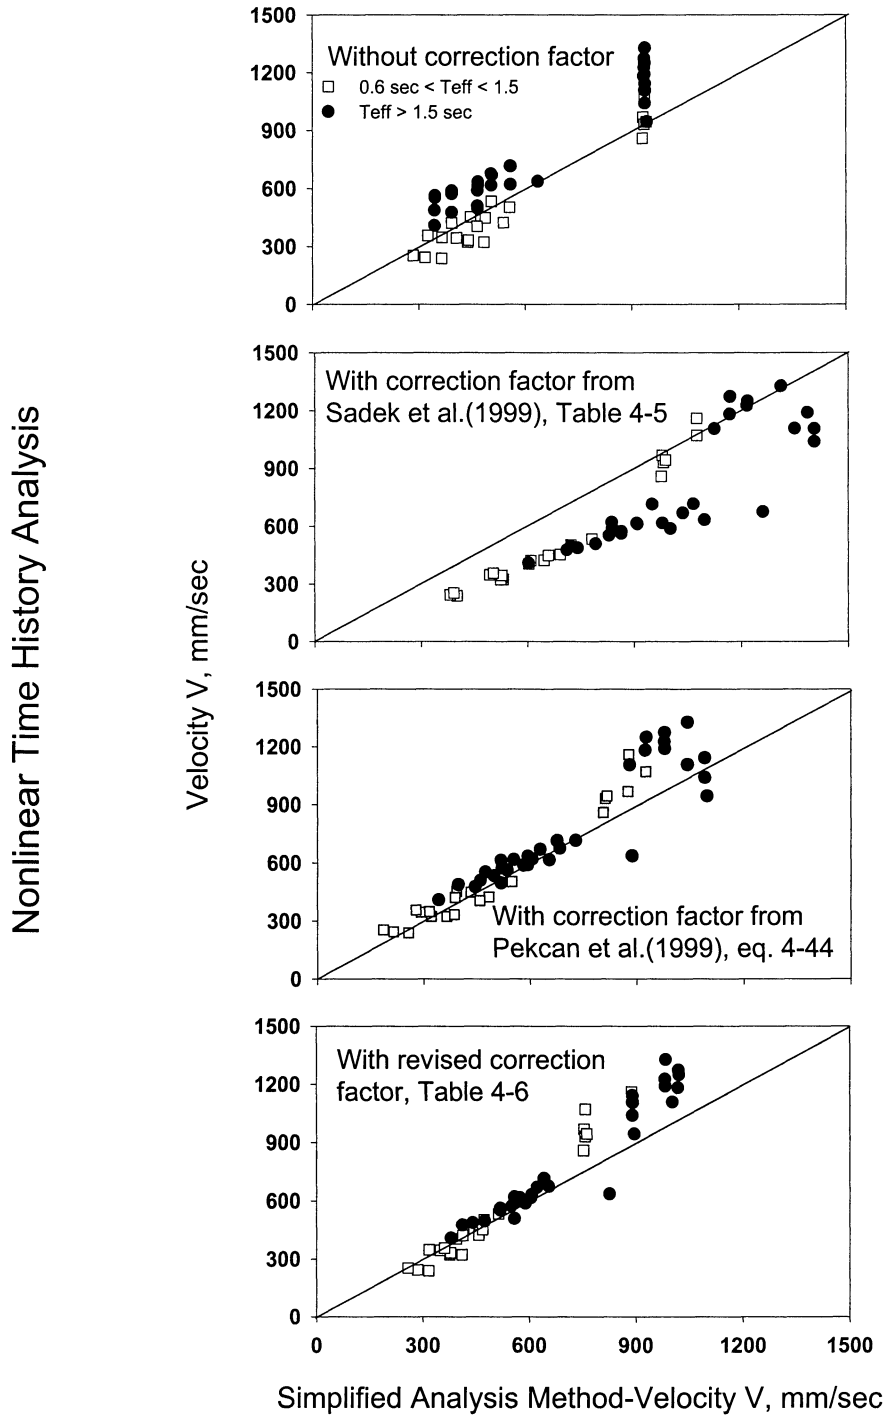 Nonlinear Time History Analysis
Velocity V, mm/sec
1500
1200
900
600
300
0
Without correction factor
0.6 sec < Teff < 1.5
Teff > 1.5 sec
1500
1200
900
600
300
0
With correction factor from
Sadek et al.(1999), Table 4-5
1500
1200
900
600
300
0
With correction factor from
Pekcan et al.(1999), eq. 4-44
1500
1200
900
600
300
0
With revised correction
factor, Table 4-6
0 300 600 900 1200 1500
Simplified Analysis Method-Velocity V, mm/sec